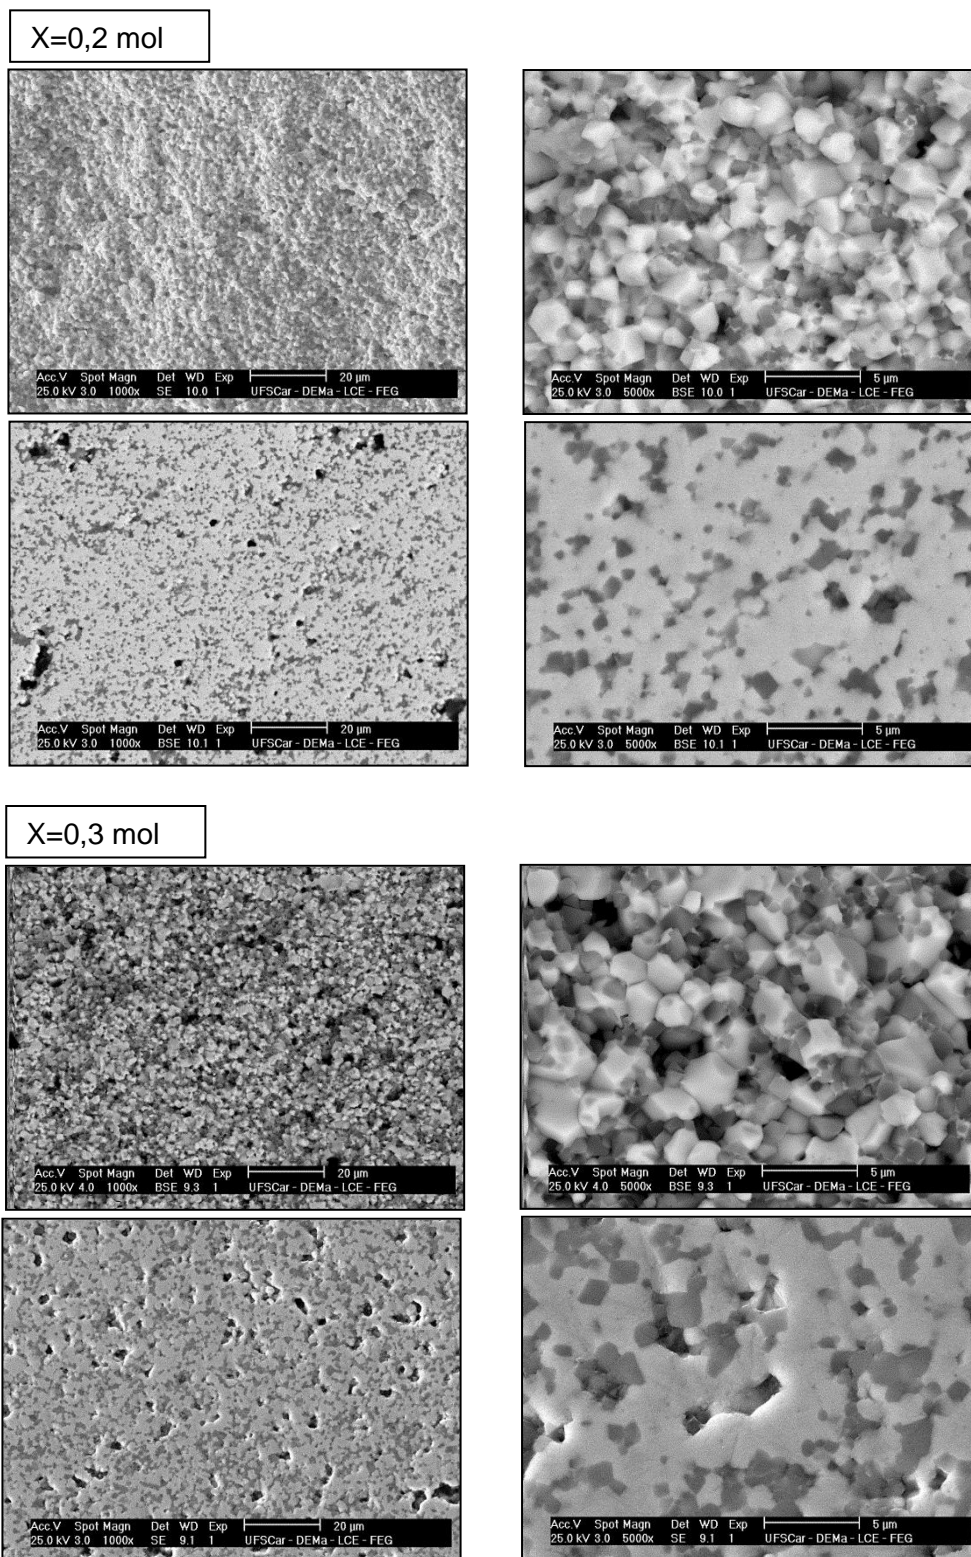 X=0,2 mol
Acc.V Spot Magn Det WD Exp 20 µm
25.0 kV 3.0 1000x SE 10.0 1 UFSCar - DEMa - LCE - FEG
Acc.V Spot Magn Det WD Exp 5 µm
25.0 kV 3.0 5000x BSE 10.0 1 UFSCar - DEMa - LCE - FEG
Acc.V Spot Magn Det WD Exp 20 µm
25.0 kV 3.0 1000x BSE 10.1 1 UFSCar - DEMa - LCE - FEG
Acc.V Spot Magn Det WD Exp 5 µm
25.0 kV 3.0 5000x BSE 10.1 1 UFSCar - DEMa - LCE - FEG
X=0,3 mol
Acc.V Spot Magn Det WD Exp 20 µm
25.0 kV 4.0 1000x BSE 9.3 1 UFSCar - DEMa - LCE - FEG
Acc.V Spot Magn Det WD Exp 5 µm
25.0 kV 4.0 5000x BSE 9.3 1 UFSCar - DEMa - LCE - FEG
Acc.V Spot Magn Det WD Exp 20 µm
25.0 kV 3.0 1000x SE 9.1 1 UFSCar - DEMa - LCE - FEG
Acc.V Spot Magn Det WD Exp 5 µm
25.0 kV 3.0 5000x SE 9.1 1 UFSCar - DEMa - LCE - FEG